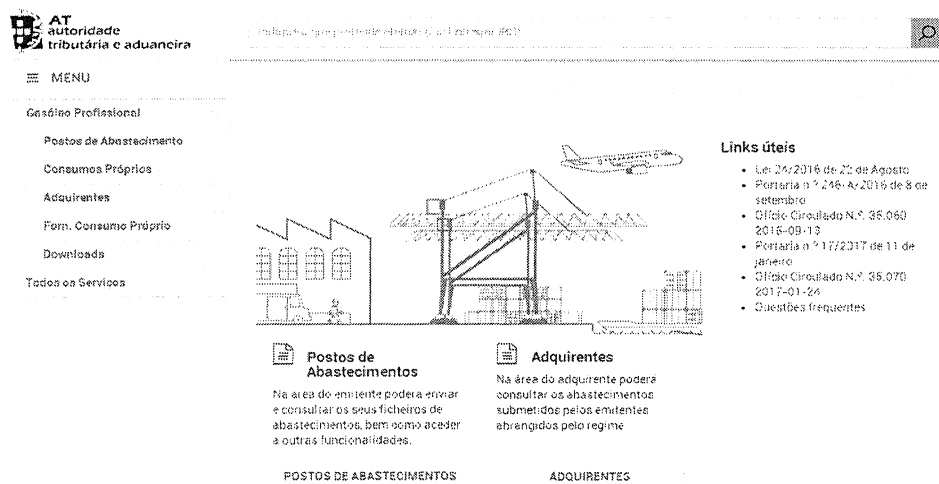 AT
autoridade
tributária e aduaneira
MENU
Gasóleo Profissional
Postos de Abastecimento
Consumos Próprios
Adquirentes
Forn. Consumo Próprio
Downloads
Todos os Serviços
Links úteis
Lei 24/2016 de 22 de Agosto
Portaria n.º 246-A/2016 de 8 de
setembro
Ofício Circulado N.º. 35.060
2016-09-13
Portaria n.º 17/2017 de 11 de
janeiro
Ofício Circulado N.º. 35.070
2017-01-24
Questões frequentes
Postos de
Abastecimentos
Na área do emitente poderá enviar
e consultar os seus ficheiros de
abastecimentos, bem como aceder
a outras funcionalidades.
POSTOS DE ABASTECIMENTOS
Adquirentes
Na área do adquirente poderá
consultar os abastecimentos
submetidos pelos emitentes
abrangidos pelo regime
ADQUIRENTES